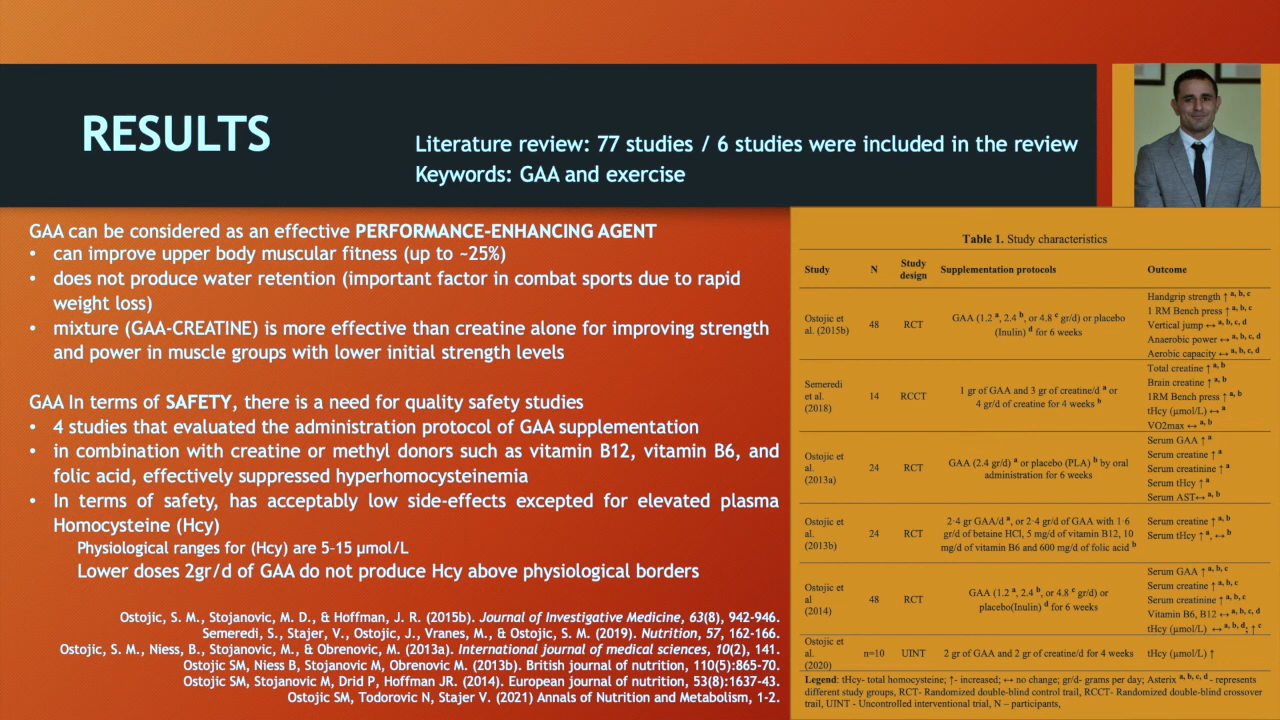 RESULTS
Literature review: 77 studies / 6 studies were included in the review
Keywords: GAA and exercise
GAA can be considered as an effective PERFORMANCE-ENHANCING AGENT
• can improve upper body muscular fitness (up to ~25%)
• does not produce water retention (important factor in combat sports due to rapid
weight loss)
• mixture (GAA-CREATINE) is more effective than creatine alone for improving strength
and power in muscle groups with lower initial strength levels
GAA In terms of SAFETY, there is a need for quality safety studies
• 4 studies that evaluated the administration protocol of GAA supplementation
• in combination with creatine or methyl donors such as vitamin B12, vitamin B6, and
folic acid, effectively suppressed hyperhomocysteinemia
• In terms of safety, has acceptably low side-effects excepted for elevated plasma
Homocysteine (Hcy)
Physiological ranges for (Hcy) are 5–15 µmol/L
Lower doses 2gr/d of GAA do not produce Hcy above physiological borders
Ostojic, S. M., Stojanovic, M. D., & Hoffman, J. R. (2015b). Journal of Investigative Medicine, 63(8), 942-946.
Semeredi, S., Stajer, V., Ostojic, J., Vranes, M., & Ostojic, S. M. (2019). Nutrition, 57, 162-166.
Ostojic, S. M., Niess, B., Stojanovic, M., & Obrenovic, M. (2013a). International journal of medical sciences, 10(2), 141.
Ostojic SM, Niess B, Stojanovic M, Obrenovic M. (2013b). British journal of nutrition, 110(5):865-70.
Ostojic SM, Stojanovic M, Drid P, Hoffman JR. (2014). European journal of nutrition, 53(8):1637-43.
Ostojic SM, Todorovic N, Stajer V. (2021) Annals of Nutrition and Metabolism, 1-2.
Table 1. Study characteristics
Study N Study design Supplementation protocols Outcome
Ostojic et al. (2015b) 48 RCT GAA (1.2 a, 2.4 b, or 4.8 c gr/d) or placebo (Inulin) d for 6 weeks
Handgrip strength ↑ a, b, c
1 RM Bench press ↑ a, b, c
Vertical jump ↔ a, b, c, d
Anaerobic power ↔ a, b, c, d
Aerobic capacity ↔ a, b, c, d
Semeredi et al. (2018) 14 RCCT 1 gr of GAA and 3 gr of creatine/d a or 4 gr/d of creatine for 4 weeks b
Total creatine ↑ a, b
Brain creatine ↑ a, b
1RM Bench press ↑ a, b
tHcy (µmol/L) ↔ a
VO2max ↔ a, b
Ostojic et al. (2013a) 24 RCT GAA (2.4 gr/d) a or placebo (PLA) b by oral administration for 6 weeks
Serum GAA ↑ a
Serum creatine ↑ a
Serum creatinine ↑ a
Serum tHcy ↑ a
Serum AST↔ a, b
Ostojic et al. (2013b) 24 RCT 2·4 gr GAA/d a, or 2·4 gr/d of GAA with 1·6 gr/d of betaine HCl, 5 mg/d of vitamin B12, 10 mg/d of vitamin B6 and 600 mg/d of folic acid b
Serum creatine ↑ a, b
Serum tHcy ↑ a, ↔ b
Ostojic et al (2014) 48 RCT GAA (1.2 a, 2.4 b, or 4.8 c gr/d) or placebo(Inulin) d for 6 weeks
Serum GAA ↑ a, b, c
Serum creatine ↑ a, b, c
Serum creatinine ↑ a, b, c
Vitamin B6, B12 ↔ a, b, c, d
tHcy (µmol/L) ↔ a, b, d; ↑ c
Ostojic et al. (2020) n=10 UINT 2 gr of GAA and 2 gr of creatine/d for 4 weeks tHcy (µmol/L) ↑
Legend: tHcy- total homocysteine; ↑- increased; ↔ no change; gr/d- grams per day; Asterix a, b, c, d - represents
different study groups, RCT- Randomized double-blind control trail, RCCT- Randomized double-blind crossover
trail, UINT - Uncontrolled interventional trial, N – participants,